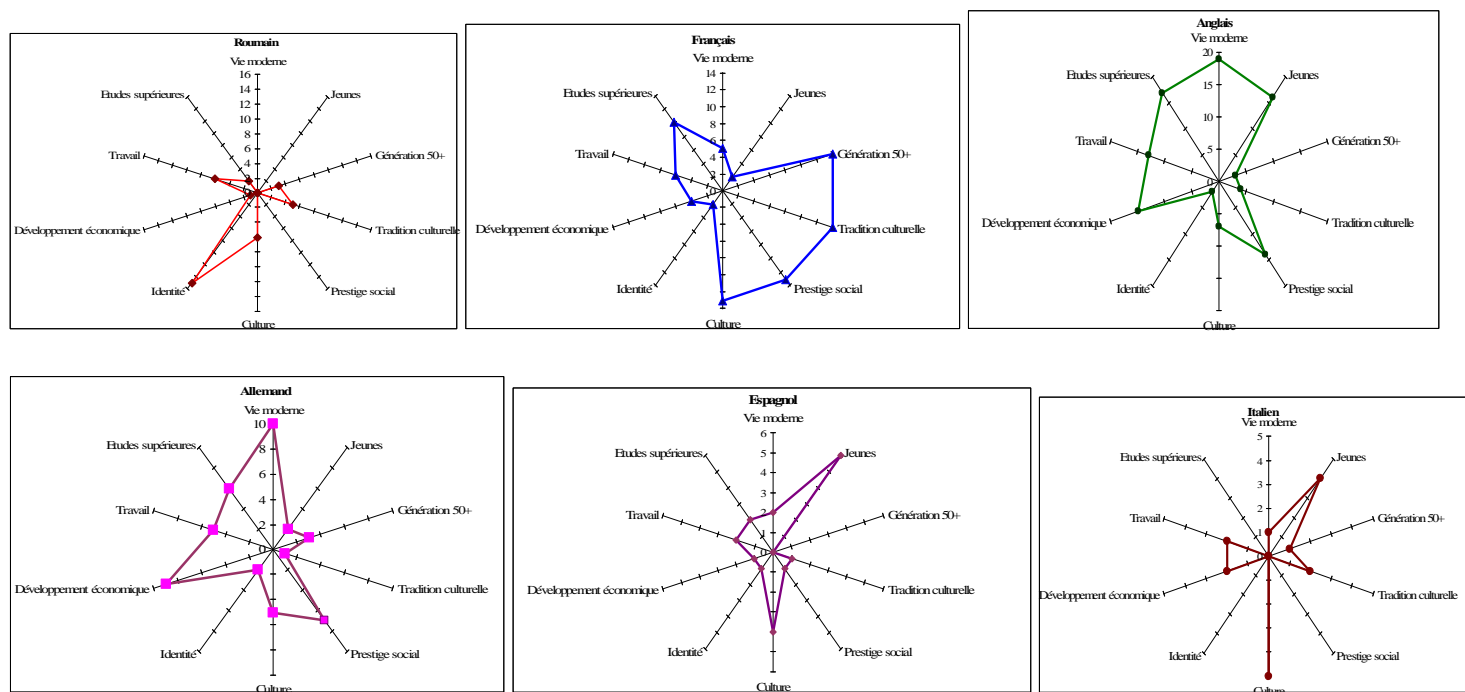 Roumain
Vie moderne
16
14
12
10
8
6
4
2
0
Etudes supérieures
Jeunes
Travail
Génération 50+
Développement économique
Tradition culturelle
Identité
Prestige social
Culture
Français
Vie moderne
14
12
10
8
6
4
2
0
Etudes supérieures
Jeunes
Travail
Génération 50+
Développement économique
Tradition culturelle
Identité
Prestige social
Culture
Anglais
Vie moderne
20
15
10
5
0
Etudes supérieures
Jeunes
Travail
Génération 50+
Développement économique
Tradition culturelle
Identité
Prestige social
Culture
Allemand
Vie moderne
10
8
6
4
2
0
Etudes supérieures
Jeunes
Travail
Génération 50+
Développement économique
Tradition culturelle
Identité
Prestige social
Culture
Espagnol
Vie moderne
6
5
4
3
2
1
0
Etudes supérieures
Jeunes
Travail
Génération 50+
Développement économique
Tradition culturelle
Identité
Prestige social
Culture
Italien
Vie moderne
5
4
3
2
1
0
Etudes supérieures
Jeunes
Travail
Génération 50+
Développement économique
Tradition culturelle
Identité
Prestige social
Culture